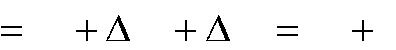 = + Δ + Δ = +